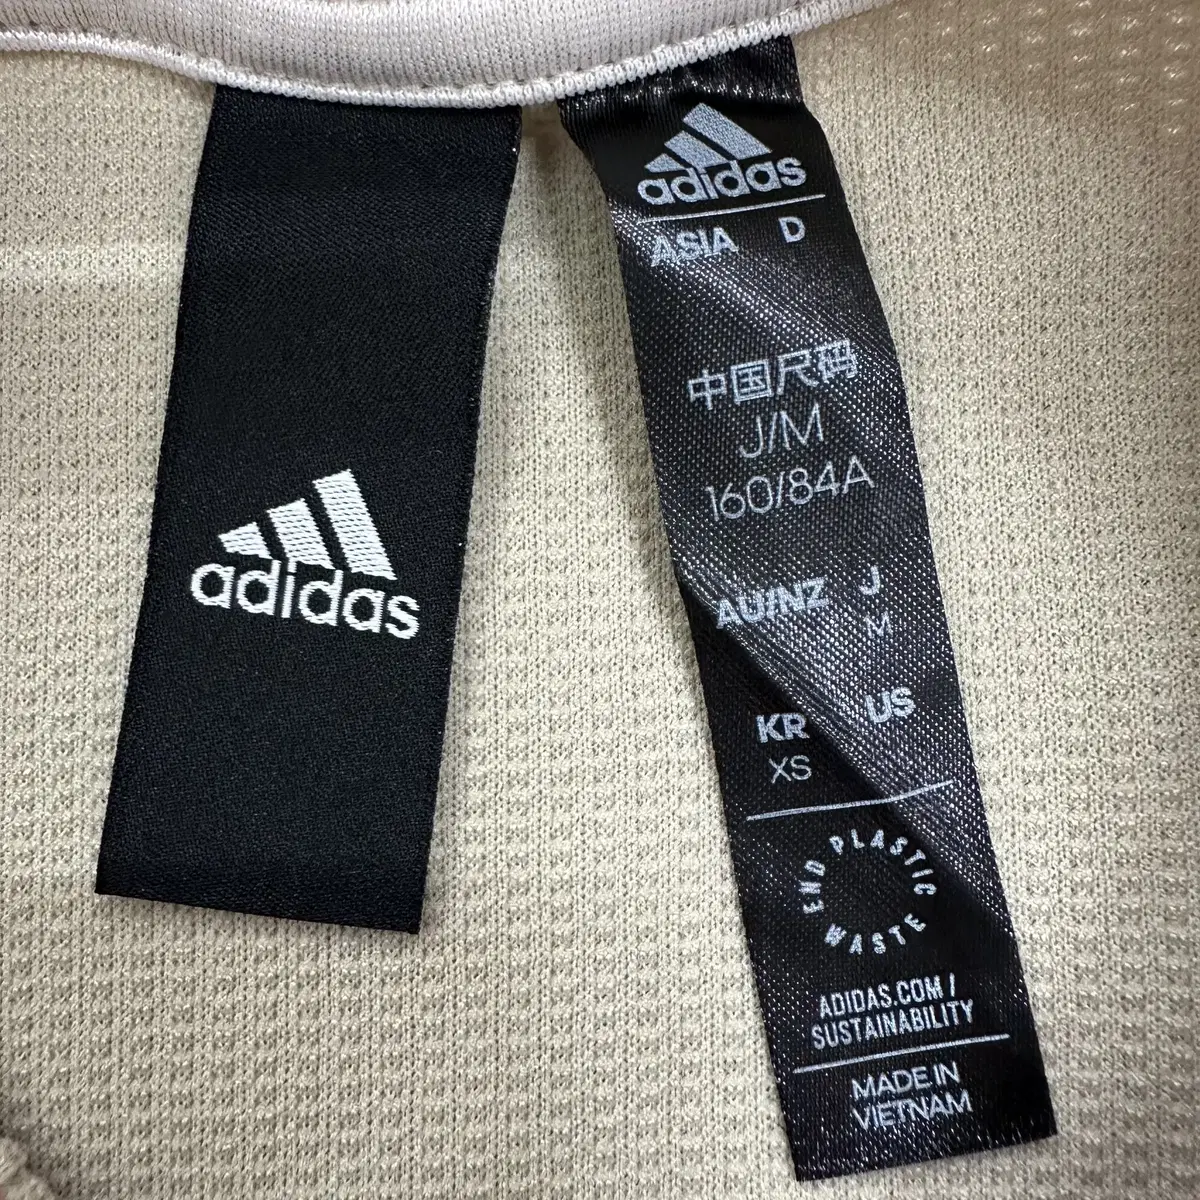 adidas
adidas
ASIA D
中国尺码
J/M
160/84A
AU/NZ J
M
KR US
XS
END PLASTIC WASTE
ADIDAS.COM /
SUSTAINABILITY
MADE IN
VIETNAM